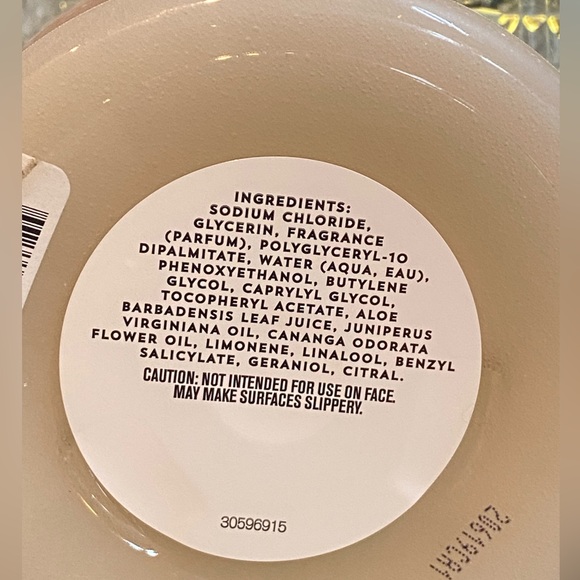 INGREDIENTS:
SODIUM CHLORIDE,
GLYCERIN, FRAGRANCE
(PARFUM), POLYGLYCERYL-10
DIPALMITATE, WATER (AQUA, EAU),
PHENOXYETHANOL, BUTYLENE
GLYCOL, CAPRYLYL GLYCOL,
TOCOPHERYL ACETATE, ALOE
BARBADENSIS LEAF JUICE, JUNIPERUS
VIRGINIANA OIL, CANANGA ODORATA
FLOWER OIL, LIMONENE, LINALOOL, BENZYL
SALICYLATE, GERANIOL, CITRAL.
CAUTION: NOT INTENDED FOR USE ON FACE.
MAY MAKE SURFACES SLIPPERY.
30596915